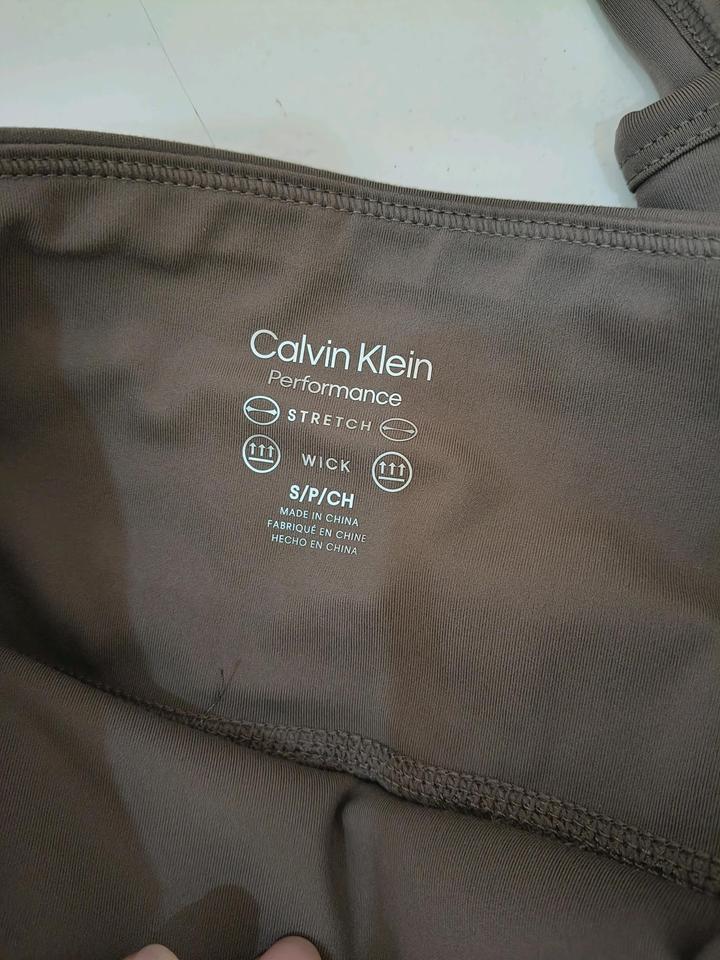 Calvin Klein
Performance
STRETCH
WICK
S/P/CH
MADE IN CHINA
FABRIQUÉ EN CHINE
HECHO EN CHINA